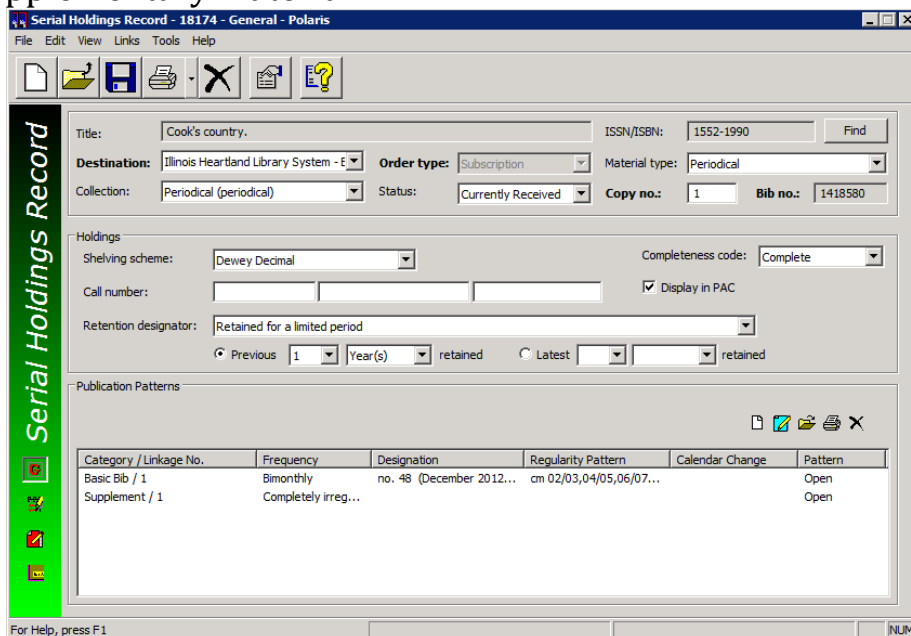 Serial Holdings Record - 18174 - General - Polaris
File Edit View Links Tools Help
Serial Holdings Record
Title: Cook's country. ISSN/ISBN: 1552-1990 Find
Destination: Illinois Heartland Library System - E Order type: Subscription Material type: Periodical
Collection: Periodical (periodical) Status: Currently Received Copy no.: 1 Bib no.: 1418580
Holdings
Shelving scheme: Dewey Decimal Completeness code: Complete
Call number: Display in PAC
Retention designator: Retained for a limited period
Previous 1 Year(s) retained Latest retained
Publication Patterns
Category / Linkage No. Frequency Designation Regularity Pattern Calendar Change Pattern
Basic Bib / 1 Bimonthly no. 48 (December 2012... cm 02/03,04/05,06/07... Open
Supplement / 1 Completely irreg... Open
For Help, press F1 NUM